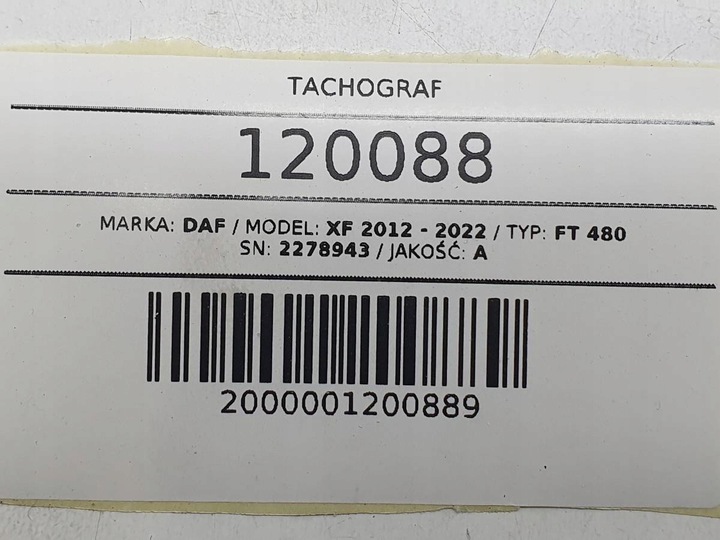 TACHOGRAF
120088
MARKA: DAF / MODEL: XF 2012 - 2022 / TYP: FT 480
SN: 2278943 / JAKOŚĆ: A
2000001200889